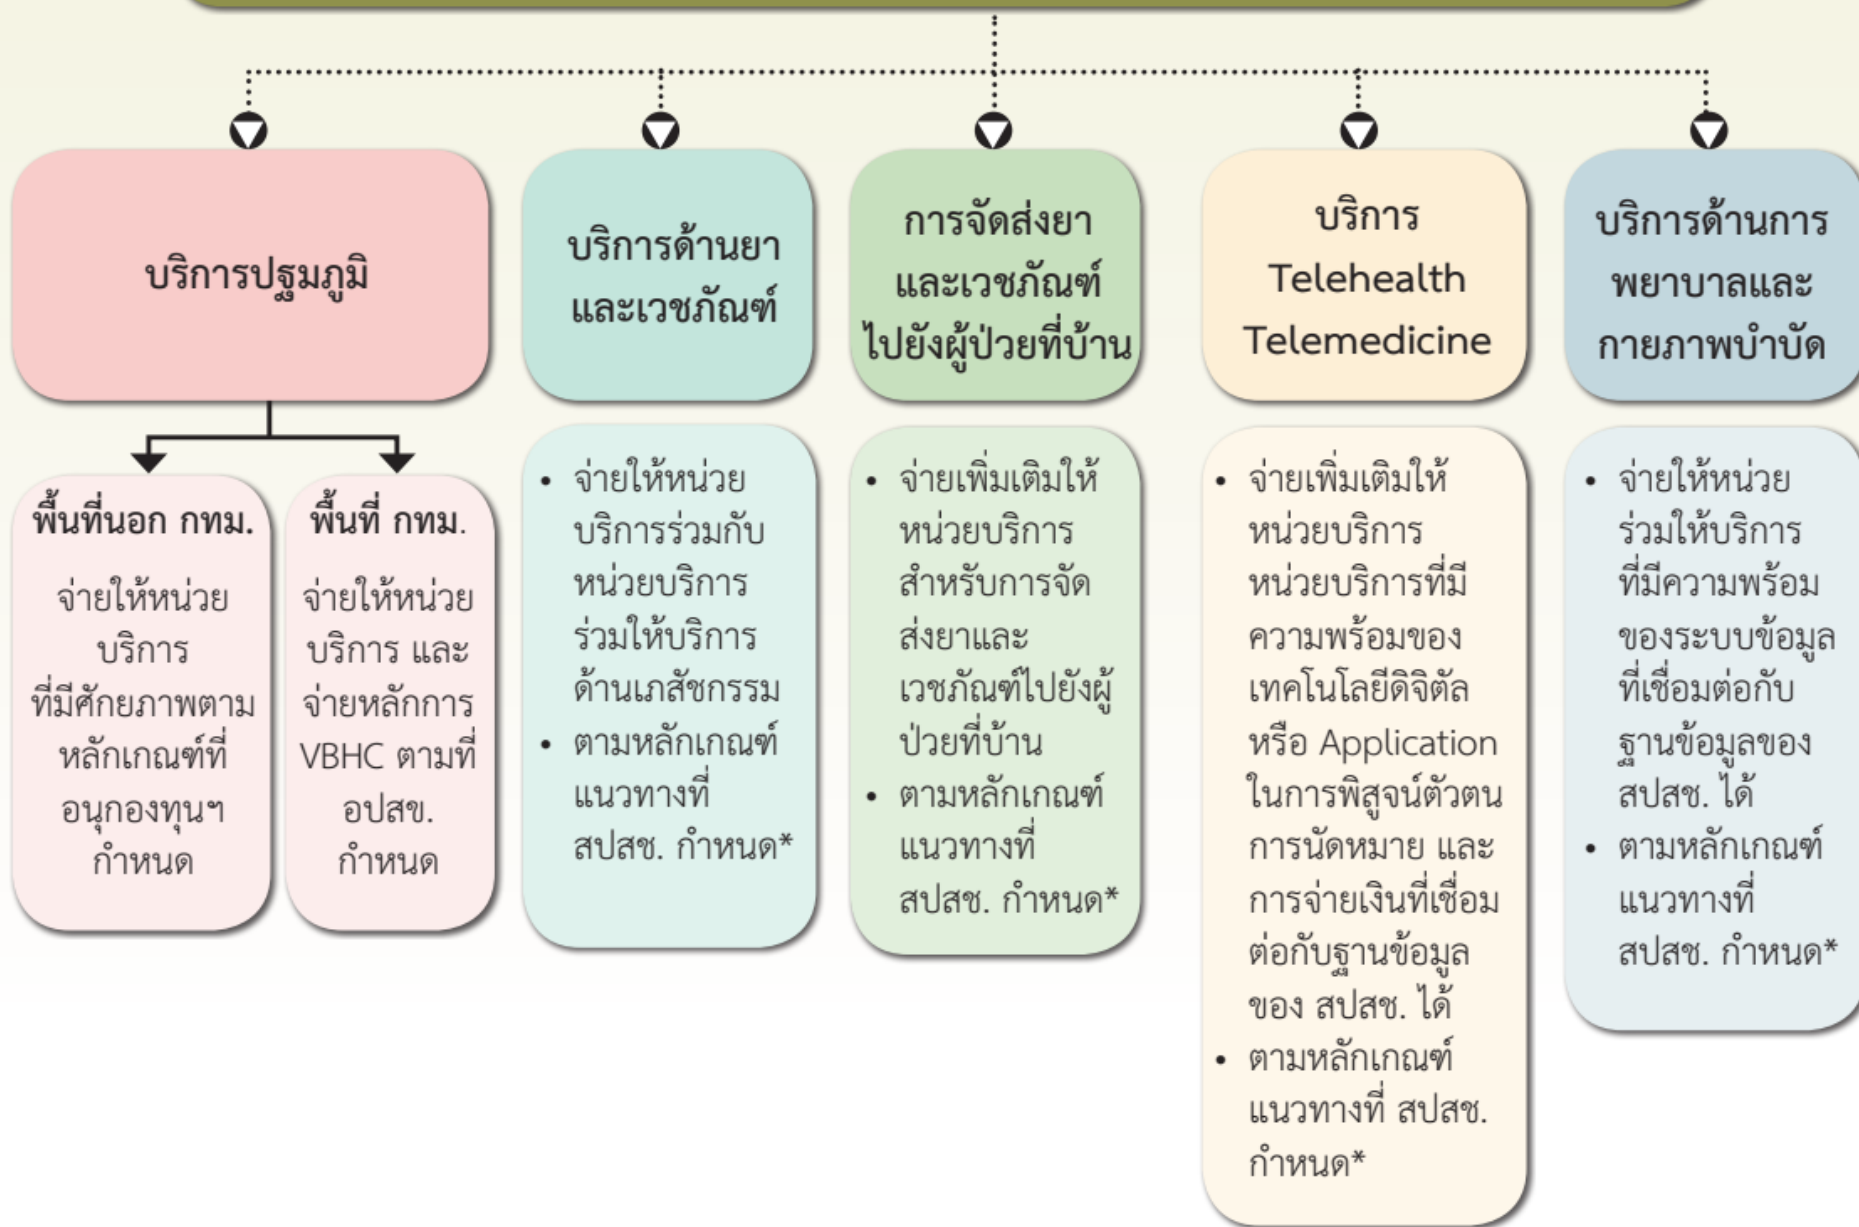 บริการปฐมภูมิ
พื้นที่นอก กทม.
จ่ายให้หน่วย
บริการ
ที่มีศักยภาพตาม
หลักเกณฑ์ที่
อนุกองทุนฯ
กำหนด
พื้นที่ กทม.
จ่ายให้หน่วย
บริการ และ
จ่ายหลักการ
VBHC ตามที่
อปสข.
กำหนด
บริการด้านยา
และเวชภัณฑ์
• จ่ายให้หน่วย
บริการร่วมกับ
หน่วยบริการ
ร่วมให้บริการ
ด้านเภสัชกรรม
• ตามหลักเกณฑ์
แนวทางที่
สปสช. กำหนด*
การจัดส่งยา
และเวชภัณฑ์
ไปยังผู้ป่วยที่บ้าน
• จ่ายเพิ่มเติมให้
หน่วยบริการ
สำหรับการจัด
ส่งยาและ
เวชภัณฑ์ไปยังผู้
ป่วยที่บ้าน
• ตามหลักเกณฑ์
แนวทางที่
สปสช. กำหนด*
บริการ
Telehealth
Telemedicine
• จ่ายเพิ่มเติมให้
หน่วยบริการ
หน่วยบริการที่มี
ความพร้อมของ
เทคโนโลยีดิจิตัล
หรือ Application
ในการพิสูจน์ตัวตน
การนัดหมาย และ
การจ่ายเงินที่เชื่อม
ต่อกับฐานข้อมูล
ของ สปสช. ได้
• ตามหลักเกณฑ์
แนวทางที่ สปสช.
กำหนด*
บริการด้านการ
พยาบาลและ
กายภาพบำบัด
• จ่ายให้หน่วย
ร่วมให้บริการ
ที่มีความพร้อม
ของระบบข้อมูล
ที่เชื่อมต่อกับ
ฐานข้อมูลของ
สปสช. ได้
• ตามหลักเกณฑ์
แนวทางที่
สปสช. กำหนด*